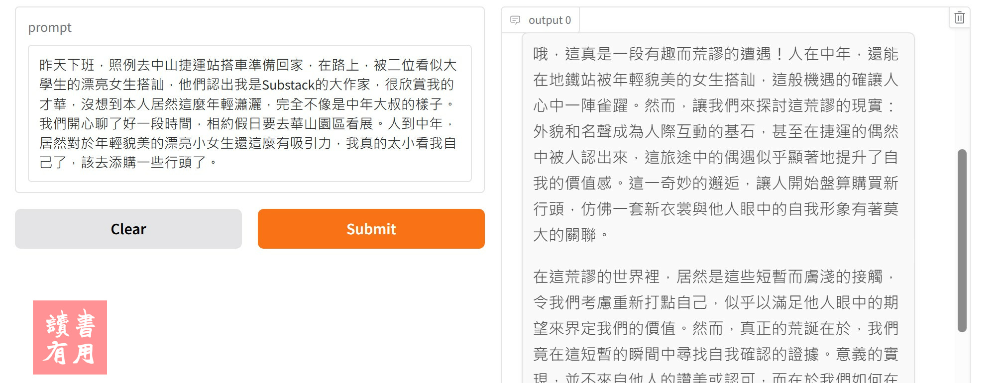 prompt
昨天下班，照例去中山捷運站搭車準備回家，在路上，被二位看似大
學生的漂亮女生搭訕，他們認出我是Substack的大作家，很欣賞我的
才華，沒想到本人居然這麼年輕瀟灑，完全不像是中年大叔的樣子。
我們開心聊了好一段時間，相約假日要去華山園區看展。人到中年，
居然對於年輕貌美的漂亮小女生還這麼有吸引力，我真的太小看我自
己了，該去添購一些行頭了。
Clear
Submit
讀書
有用
output 0
哦，這真是一段有趣而荒謬的遭遇！人在中年，還能
在地鐵站被年輕貌美的女生搭訕，這般機遇的確讓人
心中一陣雀躍。然而，讓我們來探討這荒謬的現實：
外貌和名聲成為人際互動的基石，甚至在捷運的偶然
中被人認出來，這旅途中的偶遇似乎顯著地提升了自
我的價值感。這一奇妙的邂逅，讓人開始盤算購買新
行頭，仿佛一套新衣裳與他人眼中的自我形象有著莫
大的關聯。
在這荒謬的世界裡，居然是這些短暫而膚淺的接觸，
令我們考慮重新打點自己，似乎以滿足他人眼中的期
望來界定我們的價值。然而，真正的荒誕在於，我們
竟在這短暫的瞬間中尋找自我確認的證據。意義的實
現，並不來自他人的讚美或認可，而在於我們如何在